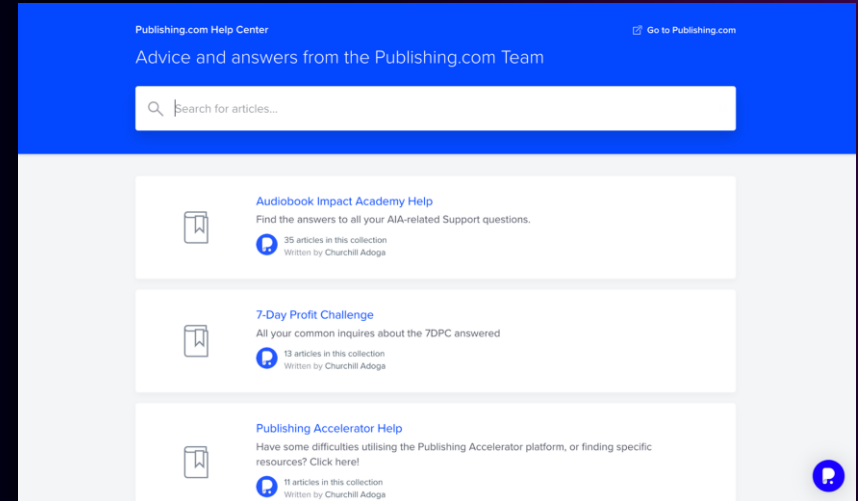 Publishing.com Help Center
Go to Publishing.com
Advice and answers from the Publishing.com Team
Search for articles...
Audiobook Impact Academy Help
Find the answers to all your AIA-related Support questions.
35 articles in this collection
Written by Churchill Adoga
7-Day Profit Challenge
All your common inquires about the 7DPC answered
13 articles in this collection
Written by Churchill Adoga
Publishing Accelerator Help
Have some difficulties utilising the Publishing Accelerator platform, or finding specific
resources? Click here!
11 articles in this collection
Written by Churchill Adoga